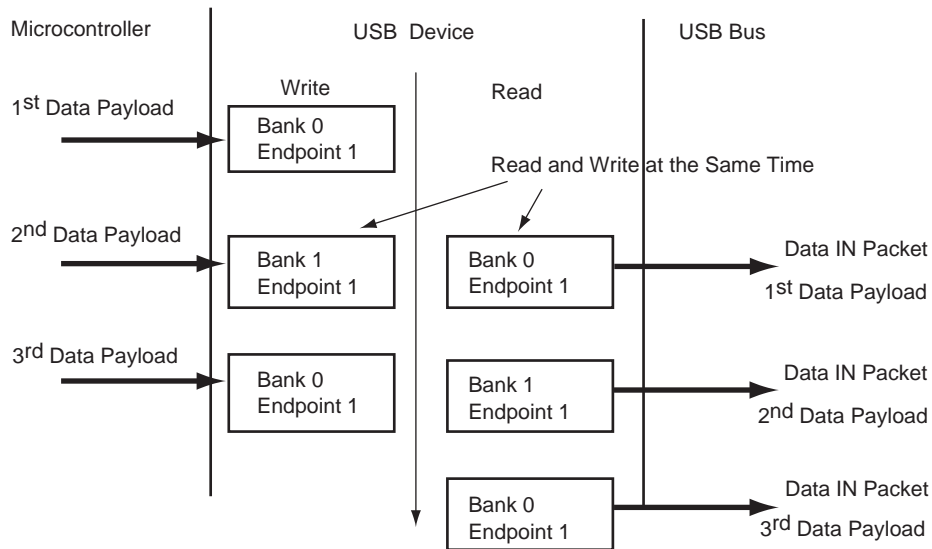 Microcontroller
USB Device
USB Bus
Write
Read
1st Data Payload
Bank 0
Endpoint 1
Read and Write at the Same Time
2nd Data Payload
Bank 1
Endpoint 1
Bank 0
Endpoint 1
Data IN Packet
1st Data Payload
3rd Data Payload
Bank 0
Endpoint 1
Bank 1
Endpoint 1
Data IN Packet
2nd Data Payload
Bank 0
Endpoint 1
Data IN Packet
3rd Data Payload